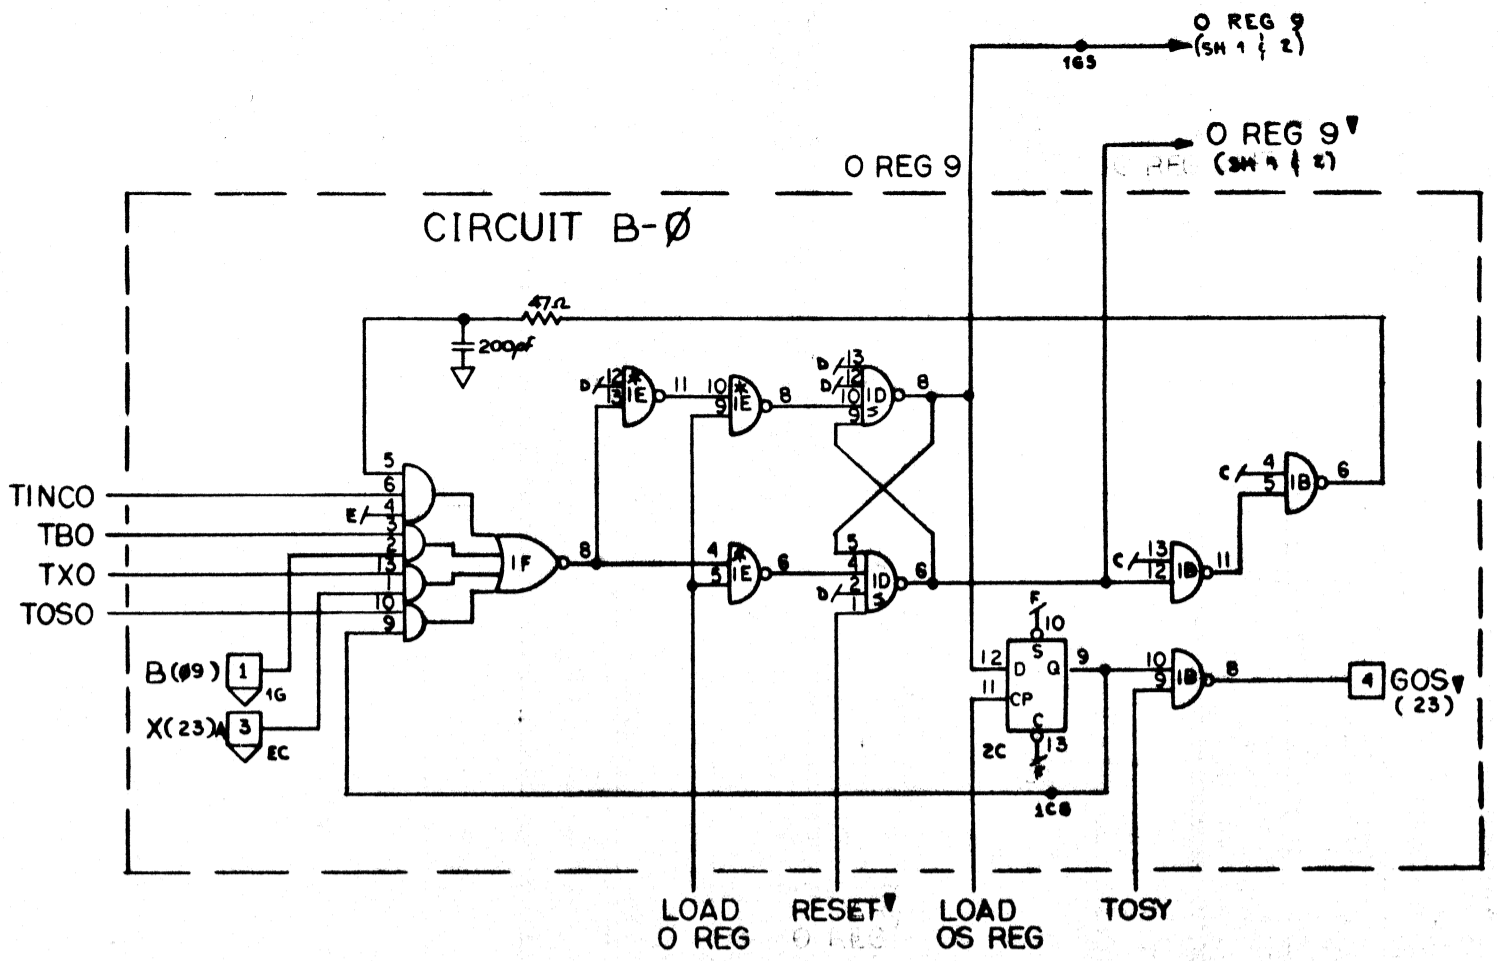 O REG 9
(SH 1 & 2)
1G5
O REG 9▼
(SH 1 & 2)
O REG 9
CIRCUIT B-Ø
47Ω
200pf
D 12 13 * 1E 11
10 9 * 1E 8
D 13 D 12 10 9 1D S 8
5 6 E 4
TINCO
TBO 3 2
TXO 13 1
TOSO 10 9
1F 8
4 5 * 1E 6
5 4 D 2 1 1D S 6
C 4 5 1B 6
C 13 12 1B 11
F 10
12 D S Q 9
11 CP C
2C 13 F
10 9 1B 8
4 GOS▼
(23)
B(Ø9) 1
1G
X(23)A 3
EC
1C8
LOAD
O REG
RESET▼
LOAD
OS REG
TOSY